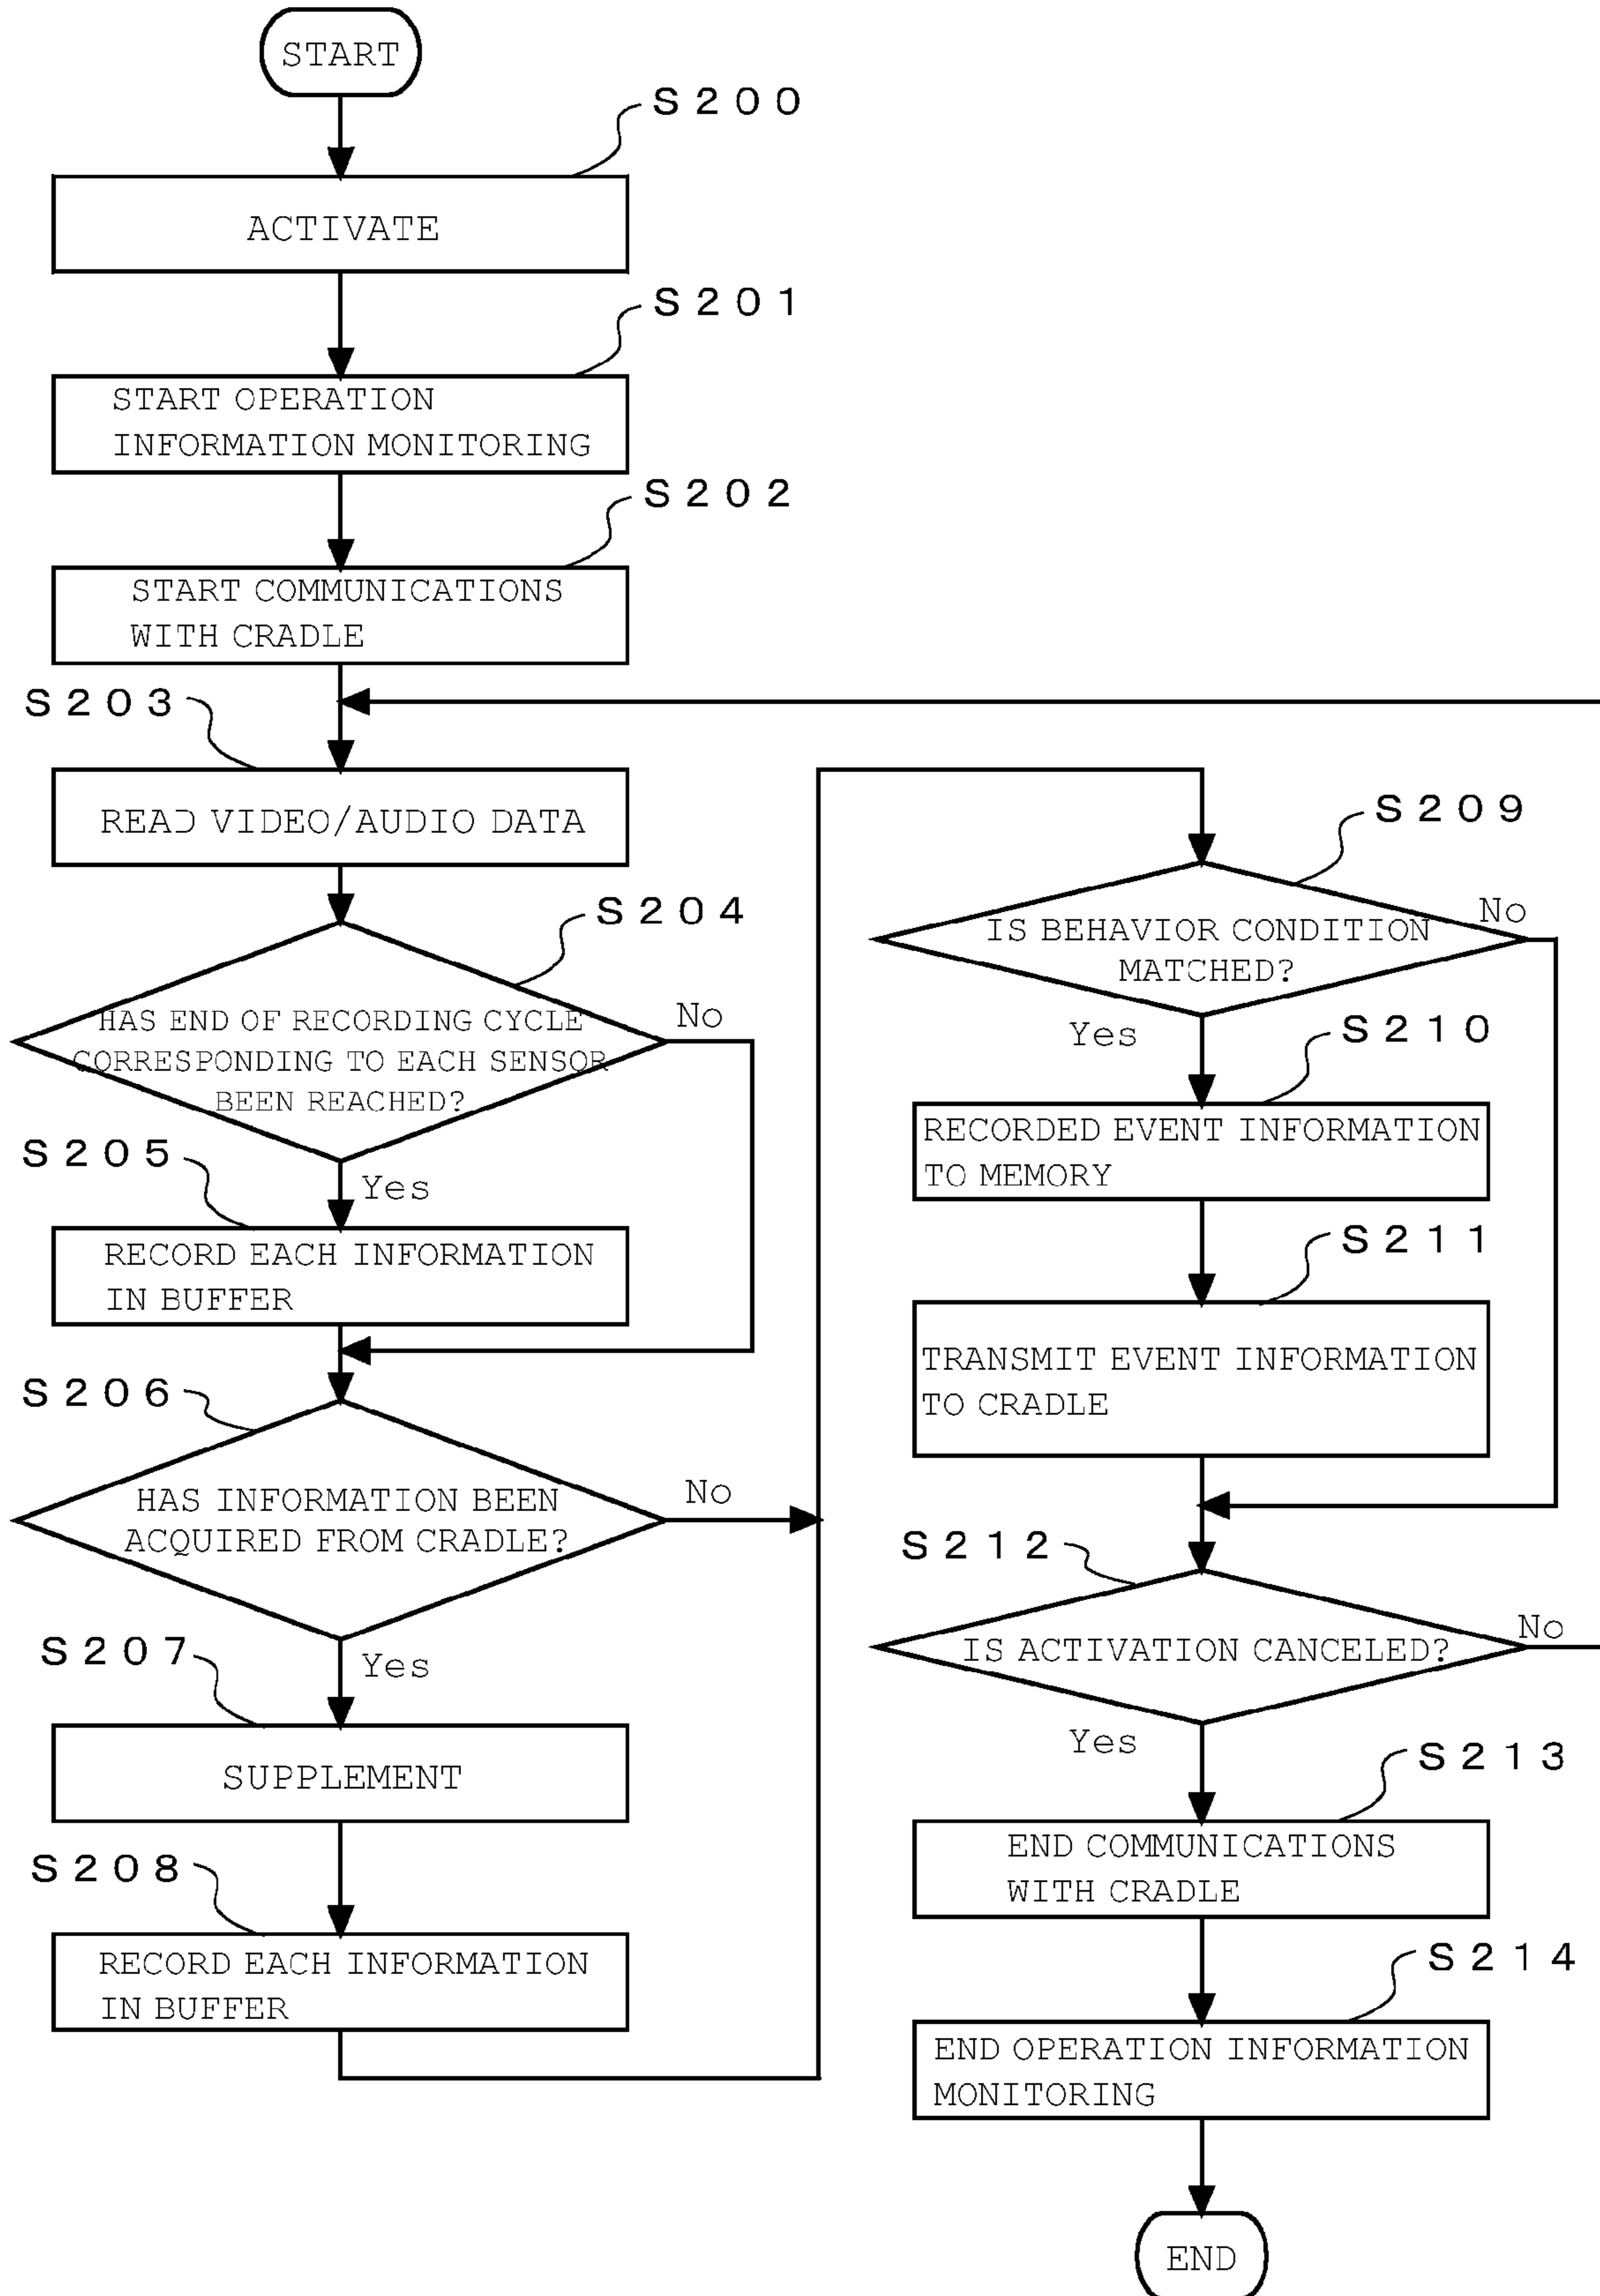 START
S200
ACTIVATE
S201
START OPERATION
INFORMATION MONITORING
S202
START COMMUNICATIONS
WITH CRADLE
S203
READ VIDEO/AUDIO DATA
S204
HAS END OF RECORDING CYCLE
CORRESPONDING TO EACH SENSOR
BEEN REACHED?
No
Yes
S205
RECORD EACH INFORMATION
IN BUFFER
S206
HAS INFORMATION BEEN
ACQUIRED FROM CRADLE?
No
Yes
S207
SUPPLEMENT
S208
RECORD EACH INFORMATION
IN BUFFER
S209
IS BEHAVIOR CONDITION
MATCHED?
No
Yes
S210
RECORDED EVENT INFORMATION
TO MEMORY
S211
TRANSMIT EVENT INFORMATION
TO CRADLE
S212
IS ACTIVATION CANCELED?
No
Yes
S213
END COMMUNICATIONS
WITH CRADLE
S214
END OPERATION INFORMATION
MONITORING
END